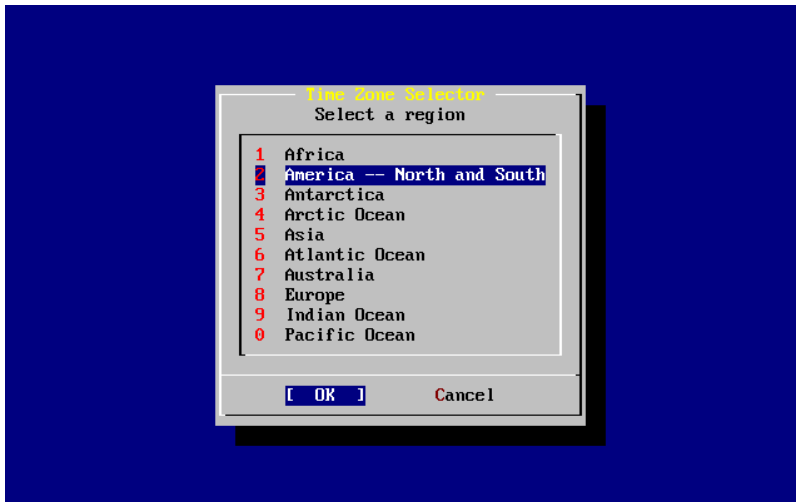 Time Zone Selector
Select a region
1 Africa
2 America -- North and South
3 Antarctica
4 Arctic Ocean
5 Asia
6 Atlantic Ocean
7 Australia
8 Europe
9 Indian Ocean
0 Pacific Ocean
[ OK ] Cancel